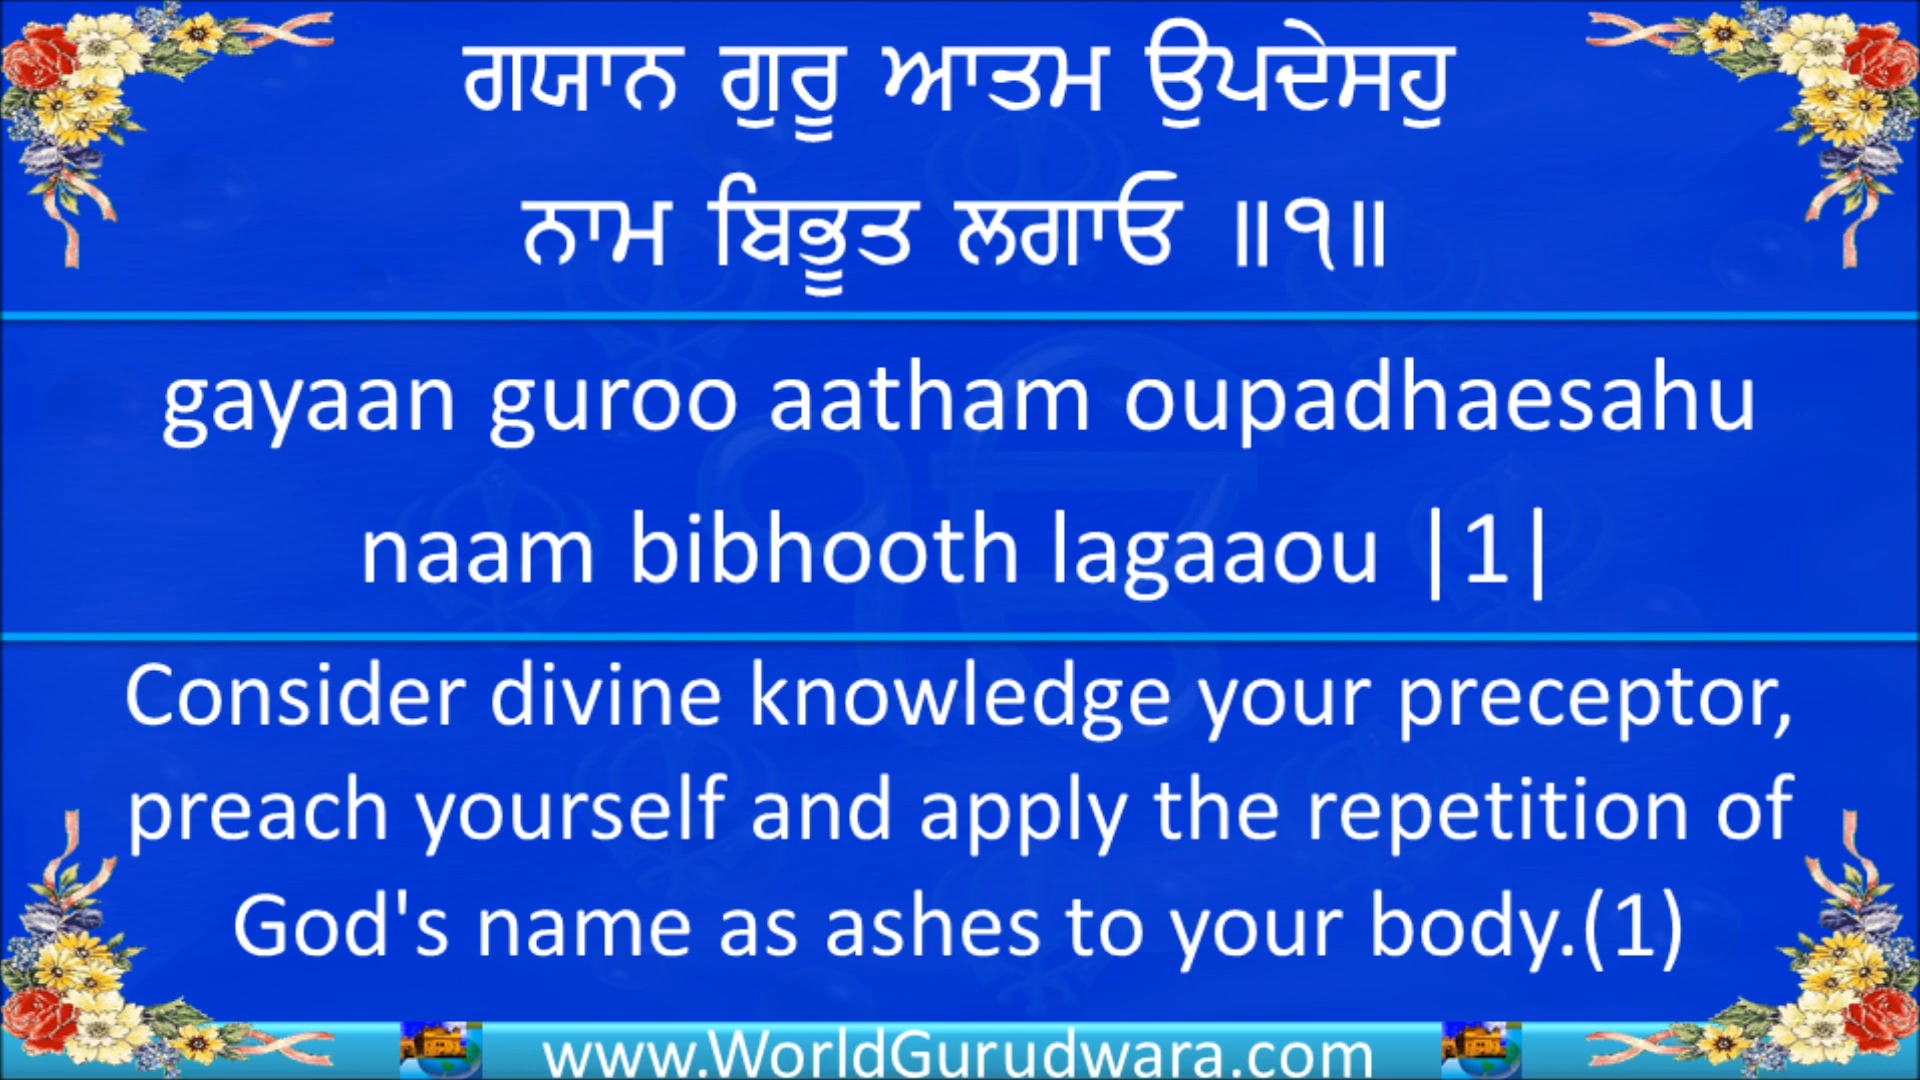 ਗਯਾਨ ਗੁਰੂ ਆਤਮ ਉਪਦੇਸਹੁ
ਨਾਮ ਬਿਭੂਤ ਲਗਾਓ ॥੧॥
gayaan guroo aatham oupadhaesahu
naam bibhooth lagaaou |1|
Consider divine knowledge your preceptor,
preach yourself and apply the repetition of
God's name as ashes to your body.(1)
www.WorldGurudwara.com